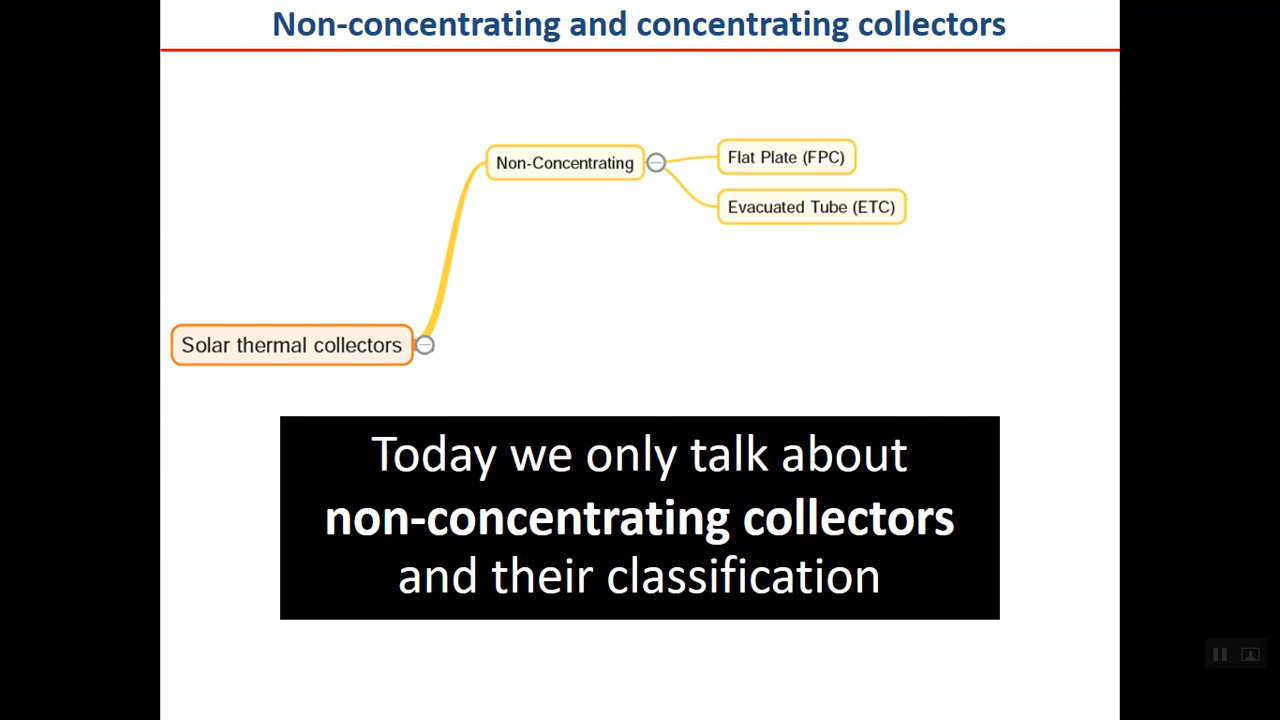 Non-concentrating and concentrating collectors
Non-Concentrating
Flat Plate (FPC)
Evacuated Tube (ETC)
Solar thermal collectors
Today we only talk about
non-concentrating collectors
and their classification